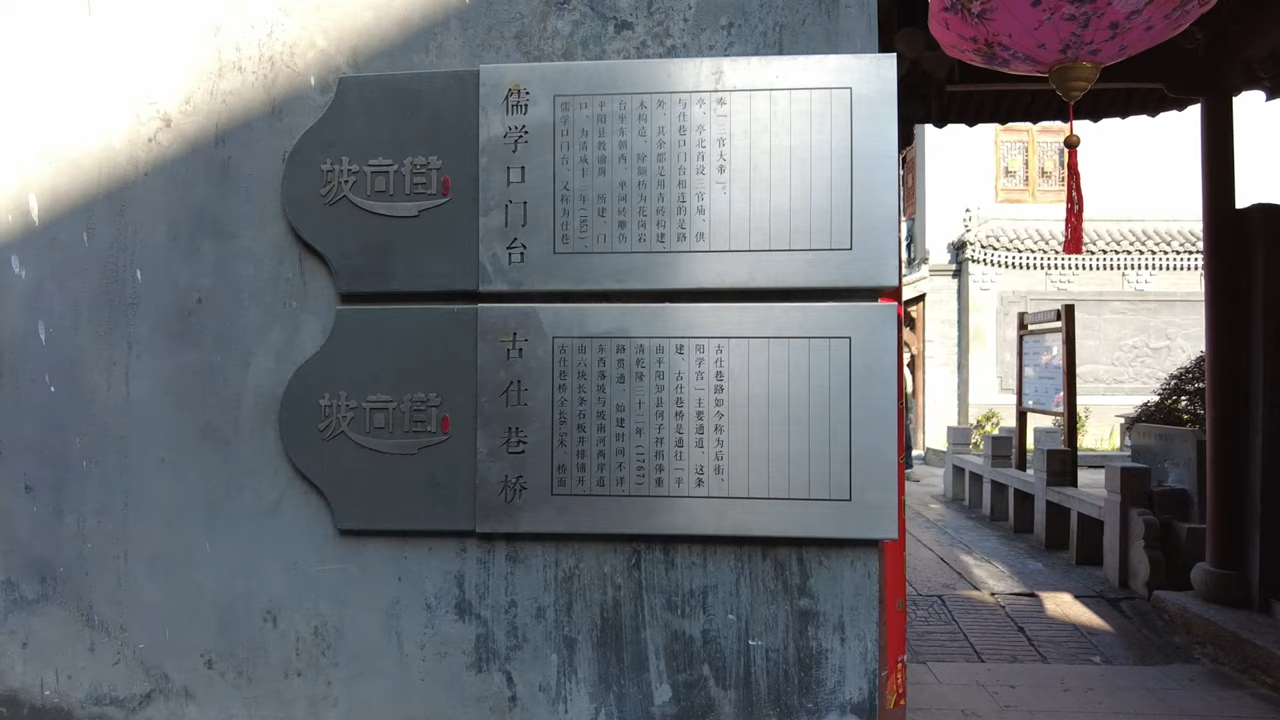 坡南街
儒学口门台
儒学口门台、又称为仕巷
口、为清咸丰三年(1853)、
平阳县教谕周 所建、门
台坐东朝西、单间砖雕仿
木构造、除额枋为花岗岩
外、其余都是用青砖构建、
与仕巷口门台相连的是路
亭、亭北首设三官庙、供
奉「三官大帝」、
坡南街
古仕巷桥
古仕巷桥全长6.5米、桥面
由六块长条石板并排铺开、
东西落坡与坡南河两岸道
路贯通、始建时间不详、
清乾隆三十二年(1767)
由平阳知县何子祥捐俸重
建、古仕巷桥是通往「平
阳学宫」主要通道、这条
古仕巷路如今称为后街、